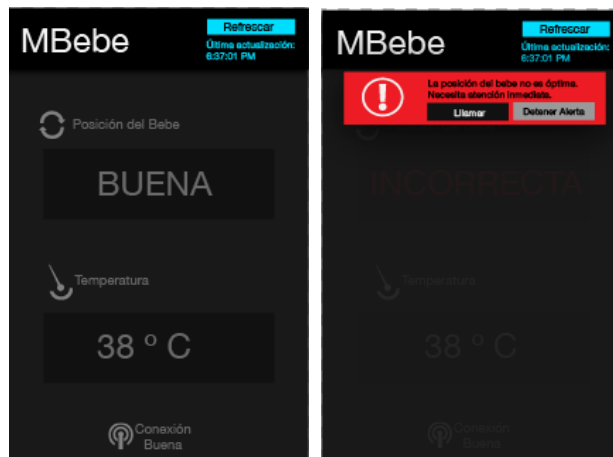 MBebe
Refrescar
Última actualización:
6:37:01 PM
Posición del Bebe
BUENA
Temperatura
38 º C
Conexión
Buena
MBebe
Refrescar
Última actualización:
6:37:01 PM
La posición del bebe no es óptima.
Necesita atención inmediata.
Llamar
Detener Alerta
INCORRECTA
Temperatura
38 º C
Conexión
Buena